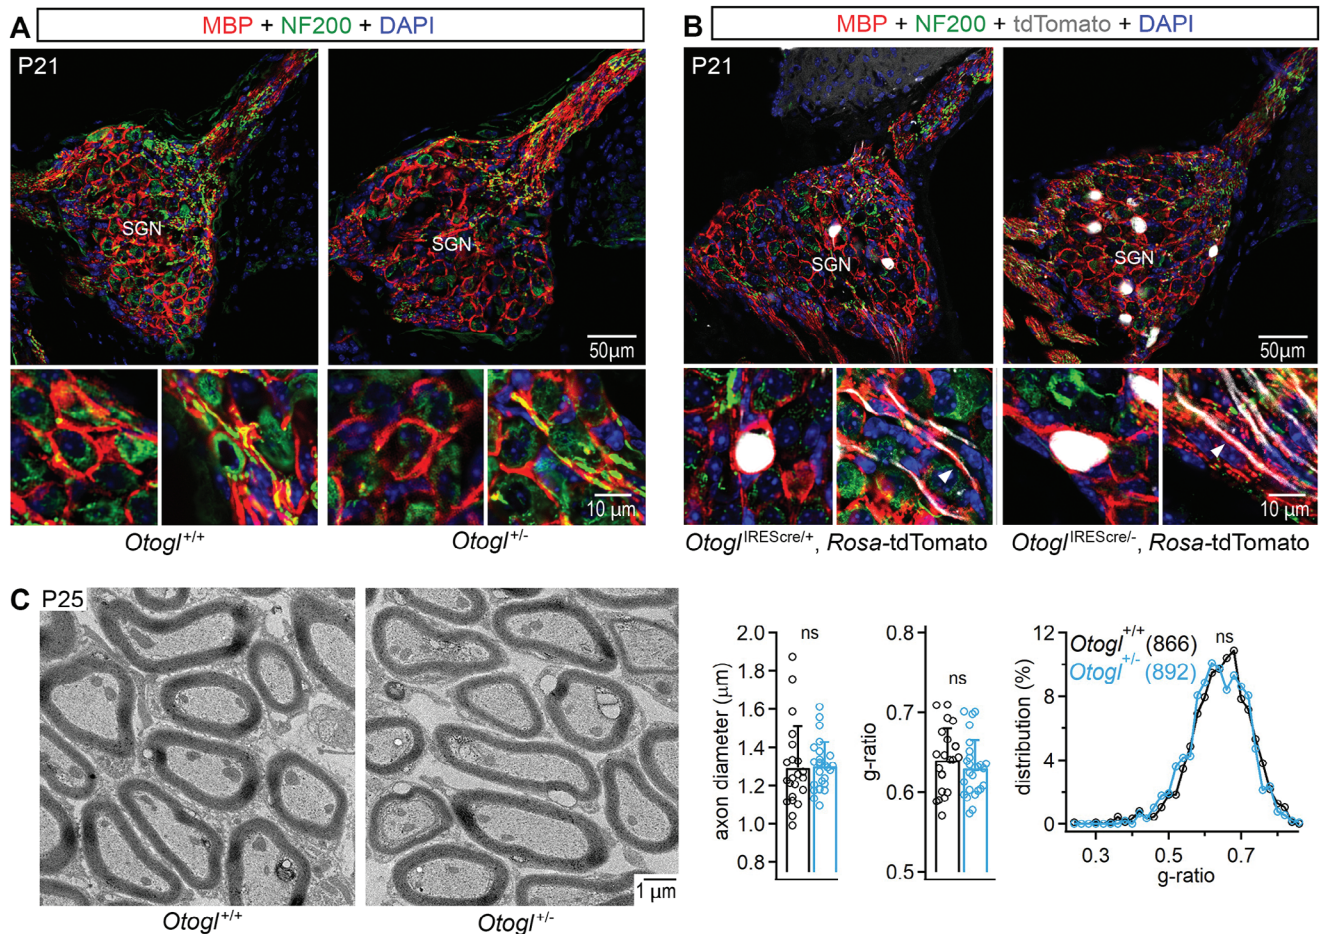 A
MBP + NF200 + DAPI
P21
SGN
SGN
50μm
10 μm
Otogl+/+
Otogl+/-
B
MBP + NF200 + tdTomato + DAPI
P21
SGN
SGN
50μm
10 μm
OtoglIREScre/+, Rosa-tdTomato
OtoglIREScre/-, Rosa-tdTomato
C
P25
1 μm
Otogl+/+
Otogl+/-
axon diameter (μm)
2.0
1.8
1.6
1.4
1.2
1.0
0.8
ns
g-ratio
0.8
0.7
0.6
0.5
ns
distribution (%)
12
8
4
0
Otogl+/+ (866)
Otogl+/- (892)
ns
0.3 0.5 0.7
g-ratio